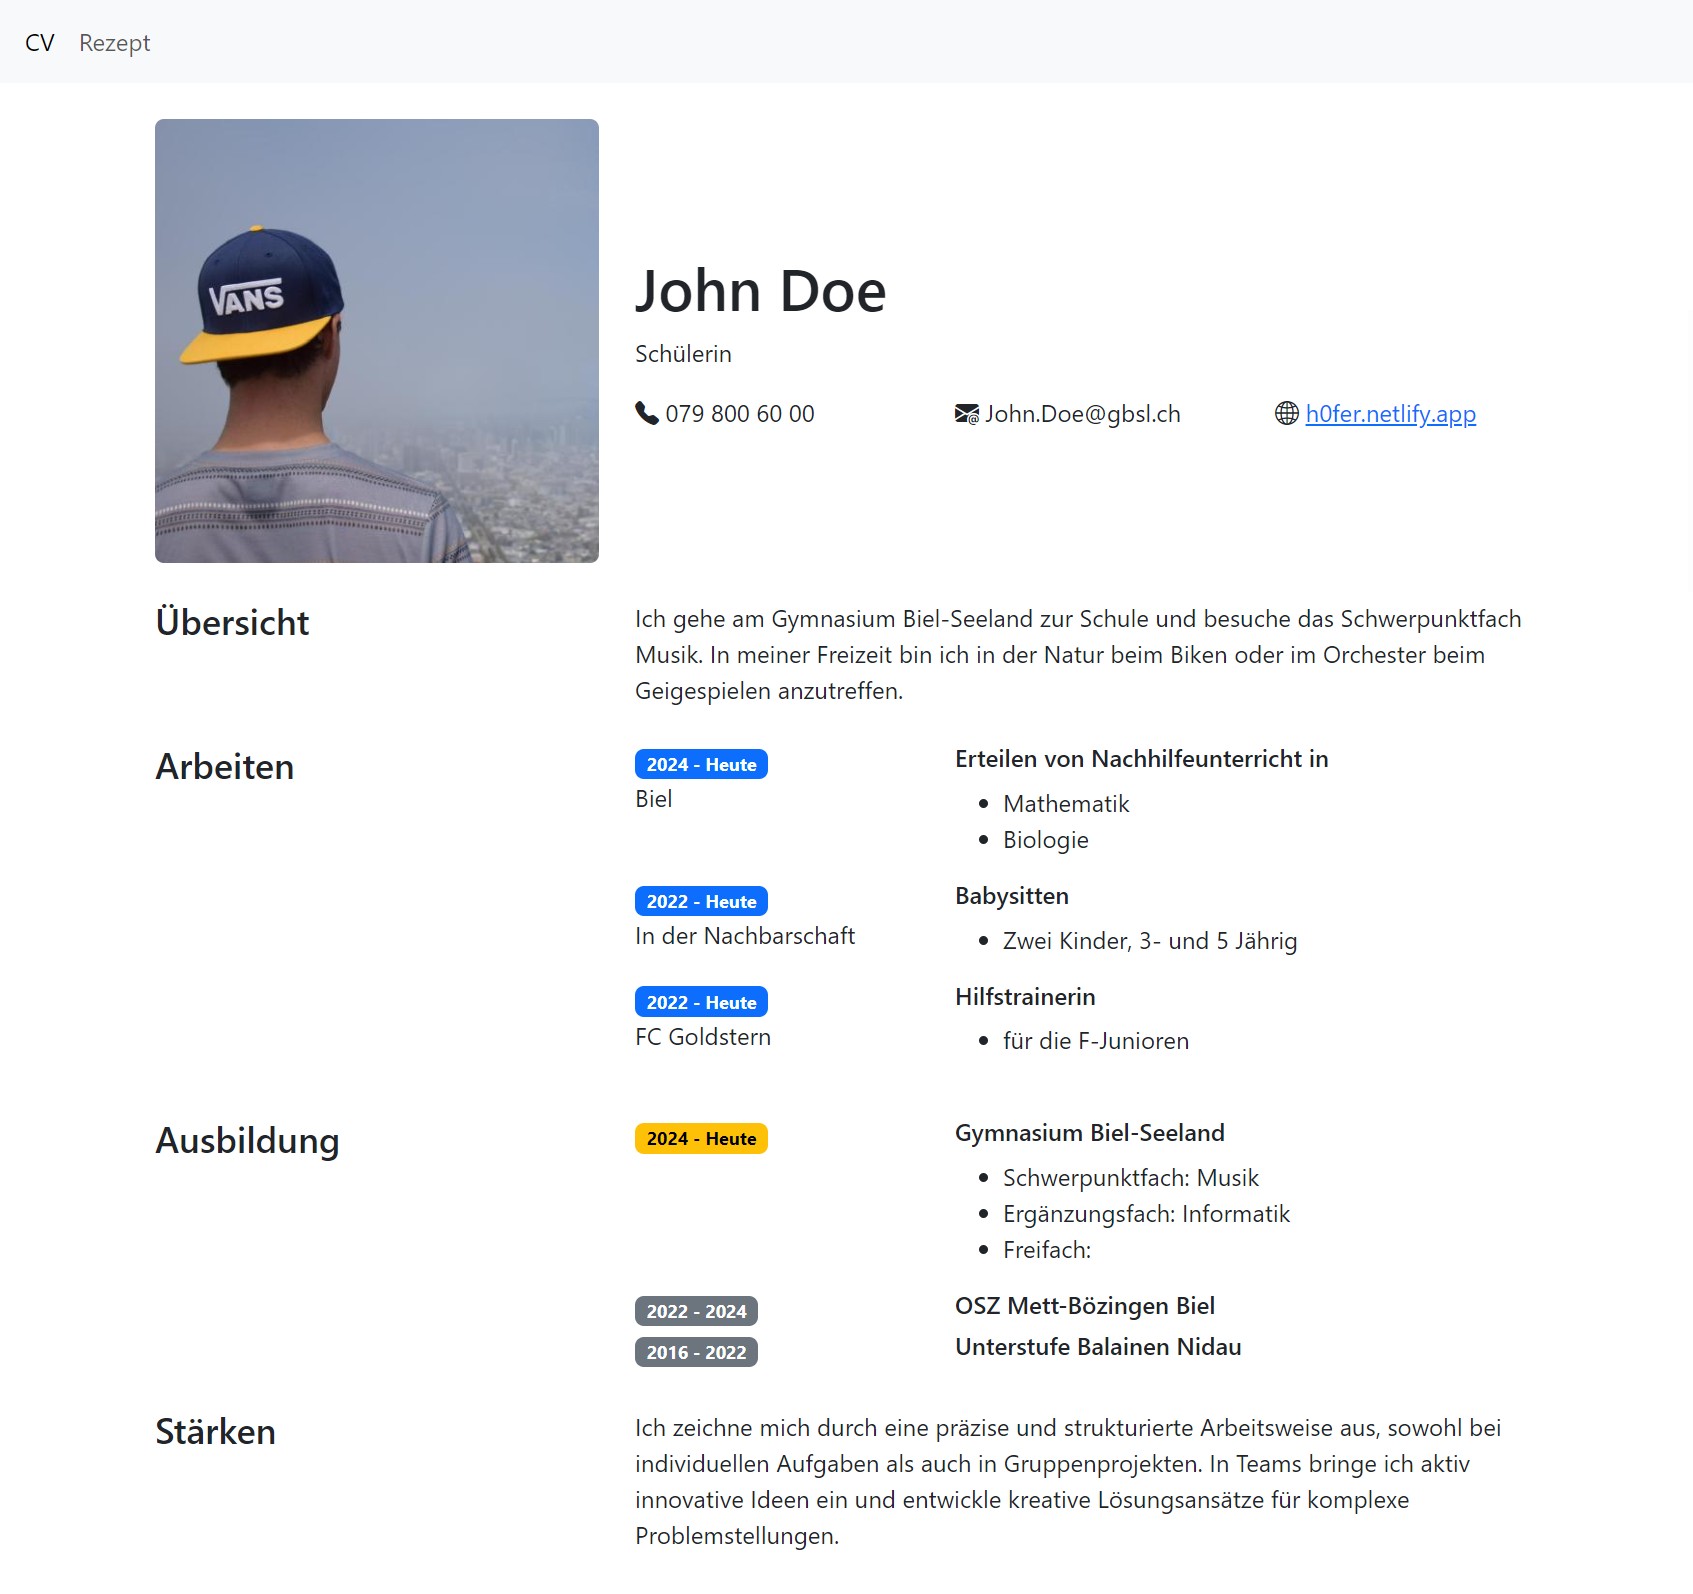 CV Rezept
VANS
John Doe
Schülerin
079 800 60 00 John.Doe@gbsl.ch h0fer.netlify.app
Übersicht
Ich gehe am Gymnasium Biel-Seeland zur Schule und besuche das Schwerpunktfach
Musik. In meiner Freizeit bin ich in der Natur beim Biken oder im Orchester beim
Geigespielen anzutreffen.
Arbeiten
2024 - Heute
Biel
Erteilen von Nachhilfeunterricht in
Mathematik
Biologie
2022 - Heute
In der Nachbarschaft
Babysitten
Zwei Kinder, 3- und 5 Jährig
2022 - Heute
FC Goldstern
Hilfstrainerin
für die F-Junioren
Ausbildung
2024 - Heute
Gymnasium Biel-Seeland
Schwerpunktfach: Musik
Ergänzungsfach: Informatik
Freifach:
2022 - 2024
OSZ Mett-Bözingen Biel
2016 - 2022
Unterstufe Balainen Nidau
Stärken
Ich zeichne mich durch eine präzise und strukturierte Arbeitsweise aus, sowohl bei
individuellen Aufgaben als auch in Gruppenprojekten. In Teams bringe ich aktiv
innovative Ideen ein und entwickle kreative Lösungsansätze für komplexe
Problemstellungen.